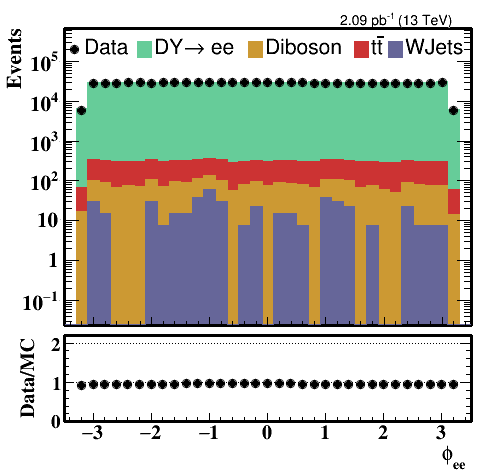 2.09 pb⁻¹ (13 TeV)
Events
Data DY→ ee Diboson tt̄ WJets
10⁵
10⁴
10³
10²
10
1
10⁻¹
Data/MC
2
1
0
−3 −2 −1 0 1 2 3
ϕee